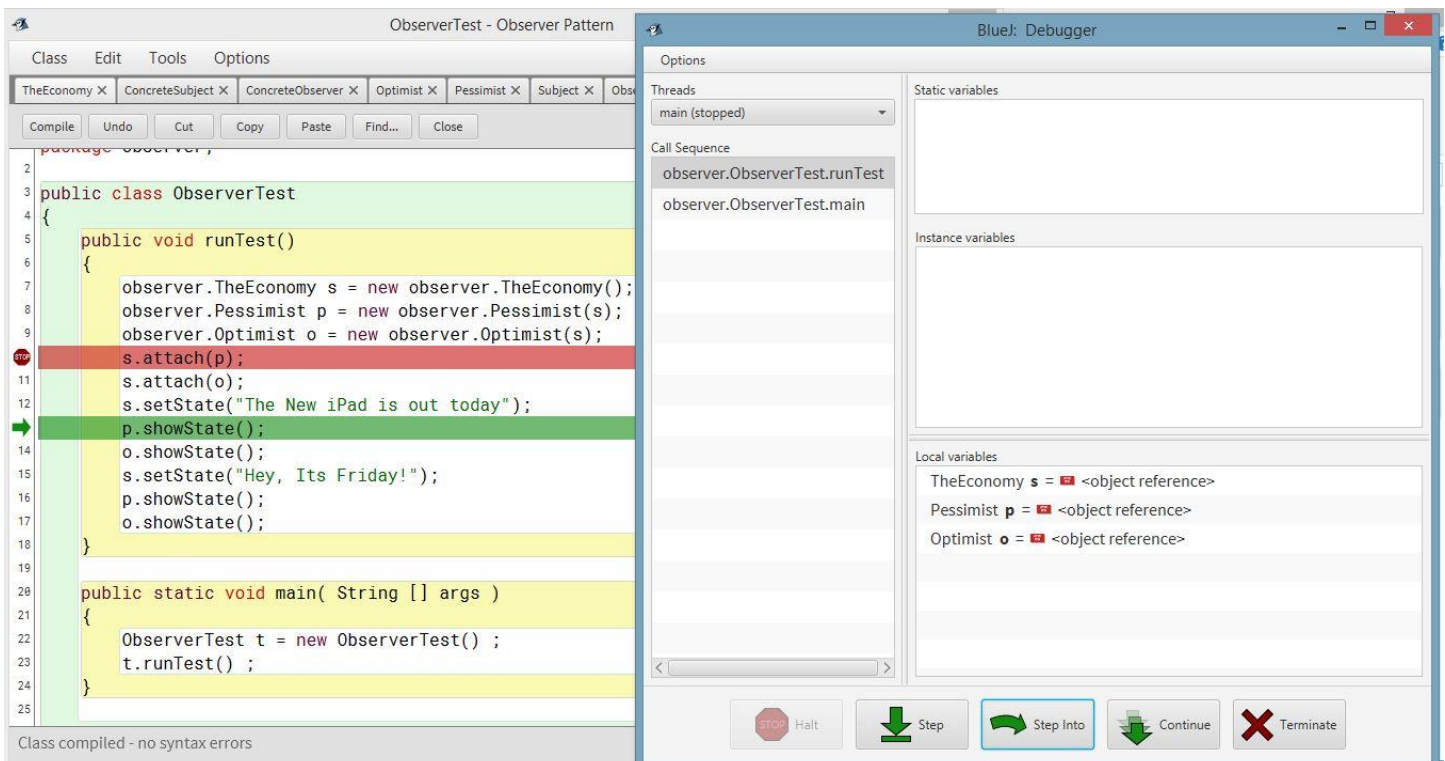 ObserverTest - Observer Pattern
Class Edit Tools Options
TheEconomy X ConcreteSubject X ConcreteObserver X Optimist X Pessimist X Subject X
Compile Undo Cut Copy Paste Find... Close
2
3 public class ObserverTest
4 {
5 public void runTest()
6 {
7 observer.TheEconomy s = new observer.TheEconomy();
8 observer.Pessimist p = new observer.Pessimist(s);
9 observer.Optimist o = new observer.Optimist(s);
STOP s.attach(p);
11 s.attach(o);
12 s.setState("The New iPad is out today");
p.showState();
14 o.showState();
15 s.setState("Hey, Its Friday!");
16 p.showState();
17 o.showState();
18 }
19
20 public static void main( String [] args )
21 {
22 ObserverTest t = new ObserverTest() ;
23 t.runTest() ;
24 }
25
Class compiled - no syntax errors
BlueJ: Debugger
Options
Threads
main (stopped)
Call Sequence
observer.ObserverTest.runTest
observer.ObserverTest.main
Static variables
Instance variables
Local variables
TheEconomy s = <object reference>
Pessimist p = <object reference>
Optimist o = <object reference>
STOP Halt Step Step Into Continue Terminate